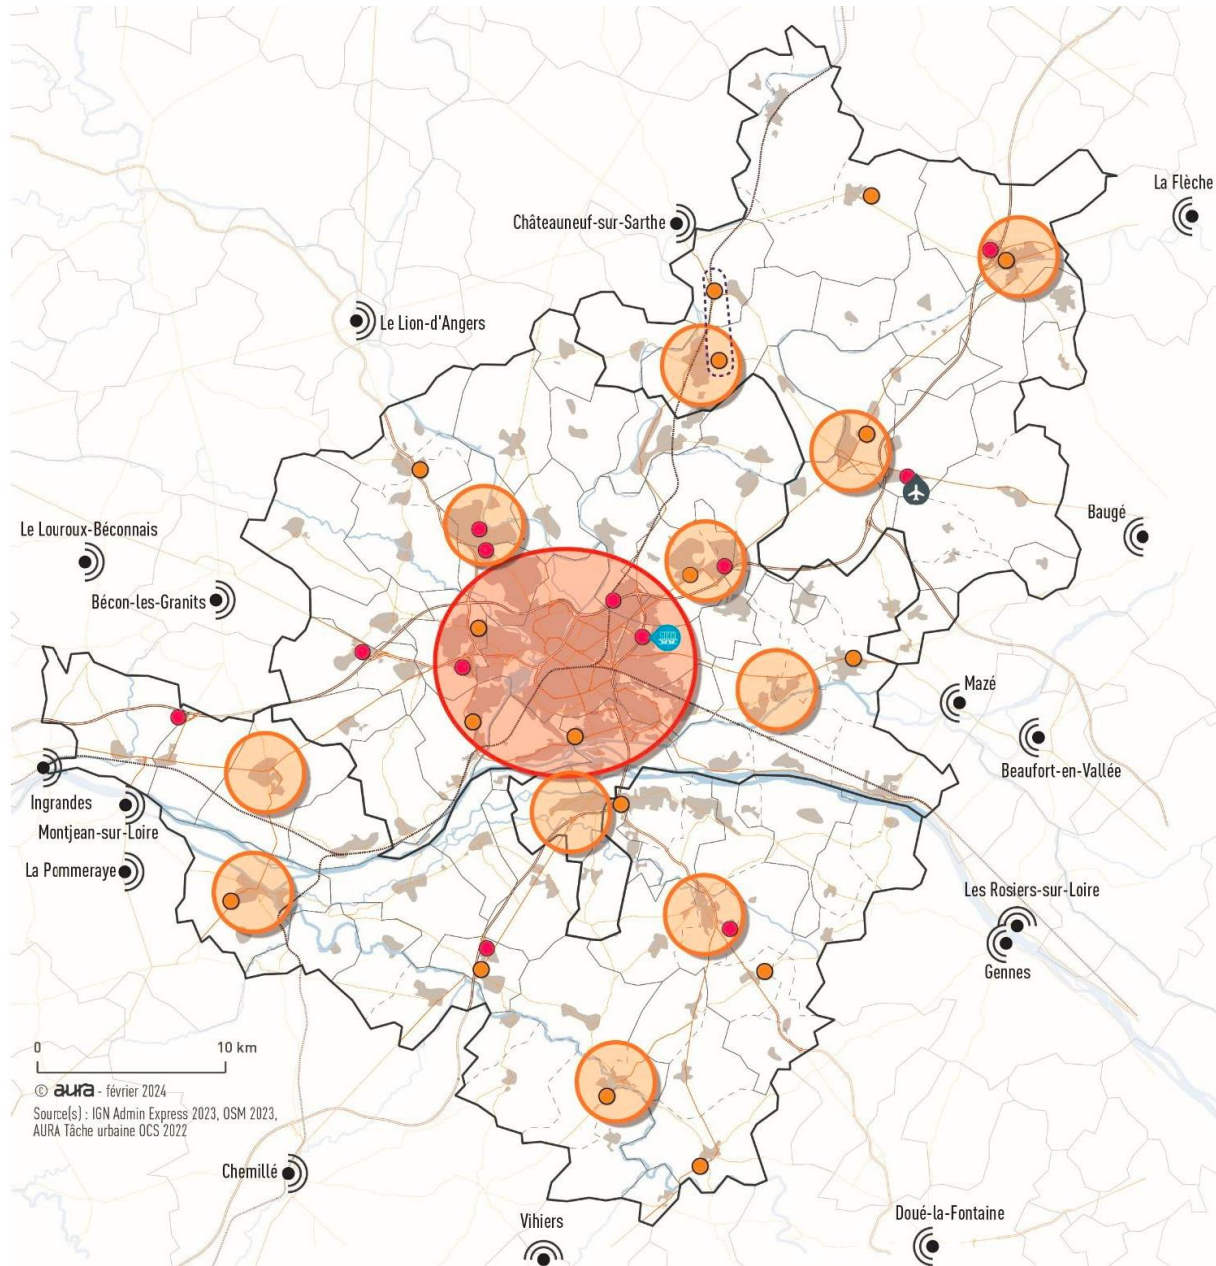 La Flèche
Châteauneuf-sur-Sarthe
Le Lion-d'Angers
Baugé
Le Louroux-Béconnais
Bécon-les-Granits
Mazé
Beaufort-en-Vallée
Ingrandes
Montjean-sur-Loire
La Pommeraye
Les Rosiers-sur-Loire
Gennes
0 10 km
© aura - février 2024
Source(s) : IGN Admin Express 2023, OSM 2023,
AURA Tâche urbaine OCS 2022
Chemillé
Vihiers
Doué-la-Fontaine